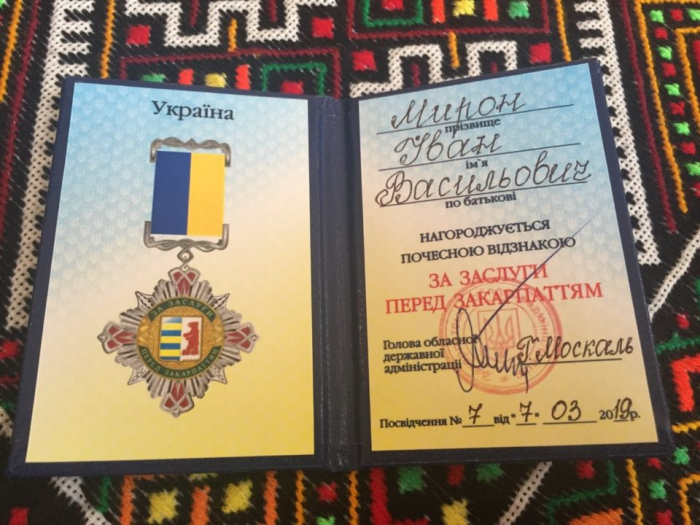 Україна
ЗА ЗАСЛУГИ
ПЕРЕД ЗАКАРПАТТЯМ
Мирон
прізвище
Іван
ім'я
Васильович
по батькові
НАГОРОДЖУЄТЬСЯ
ПОЧЕСНОЮ ВІДЗНАКОЮ
ЗА ЗАСЛУГИ
ПЕРЕД ЗАКАРПАТТЯМ
Голова обласної
державної
адміністрації Г. Москаль
Посвідчення № 7 від "7" 03 2019р.